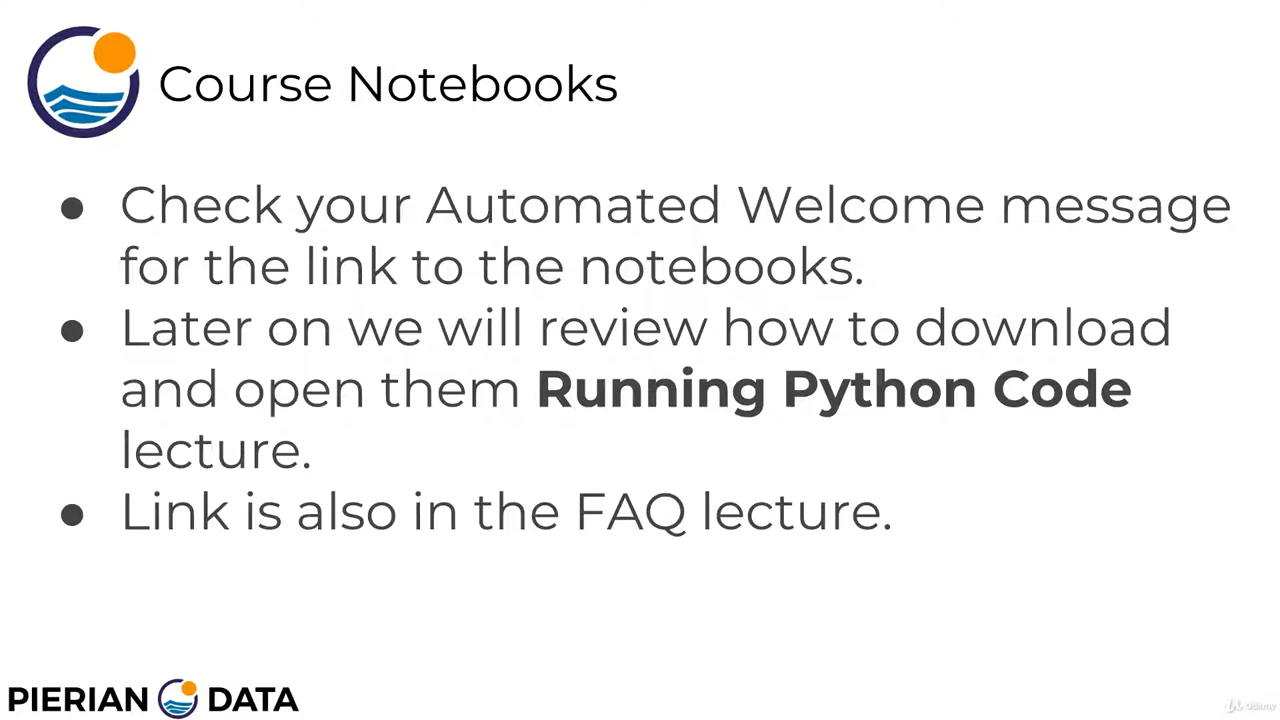 Course Notebooks
● Check your Automated Welcome message
for the link to the notebooks.
● Later on we will review how to download
and open them Running Python Code
lecture.
● Link is also in the FAQ lecture.
PIERIAN DATA
Udemy